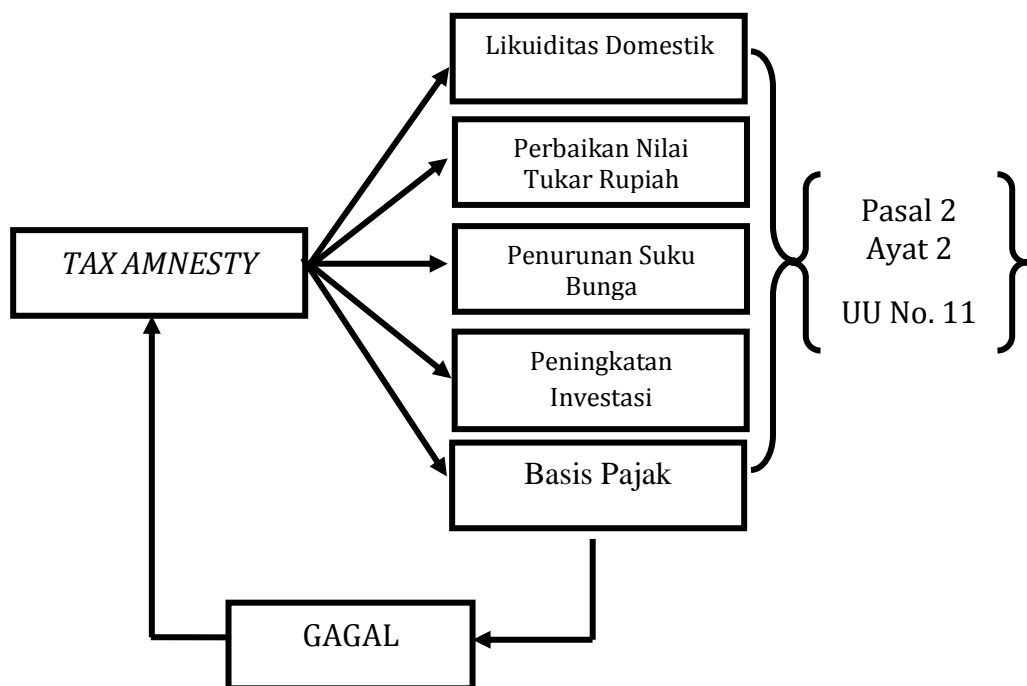 Likuiditas Domestik
Perbaikan Nilai
Tukar Rupiah
TAX AMNESTY
Penurunan Suku
Bunga
Peningkatan
Investasi
Basis Pajak
Pasal 2
Ayat 2
UU No. 11
GAGAL